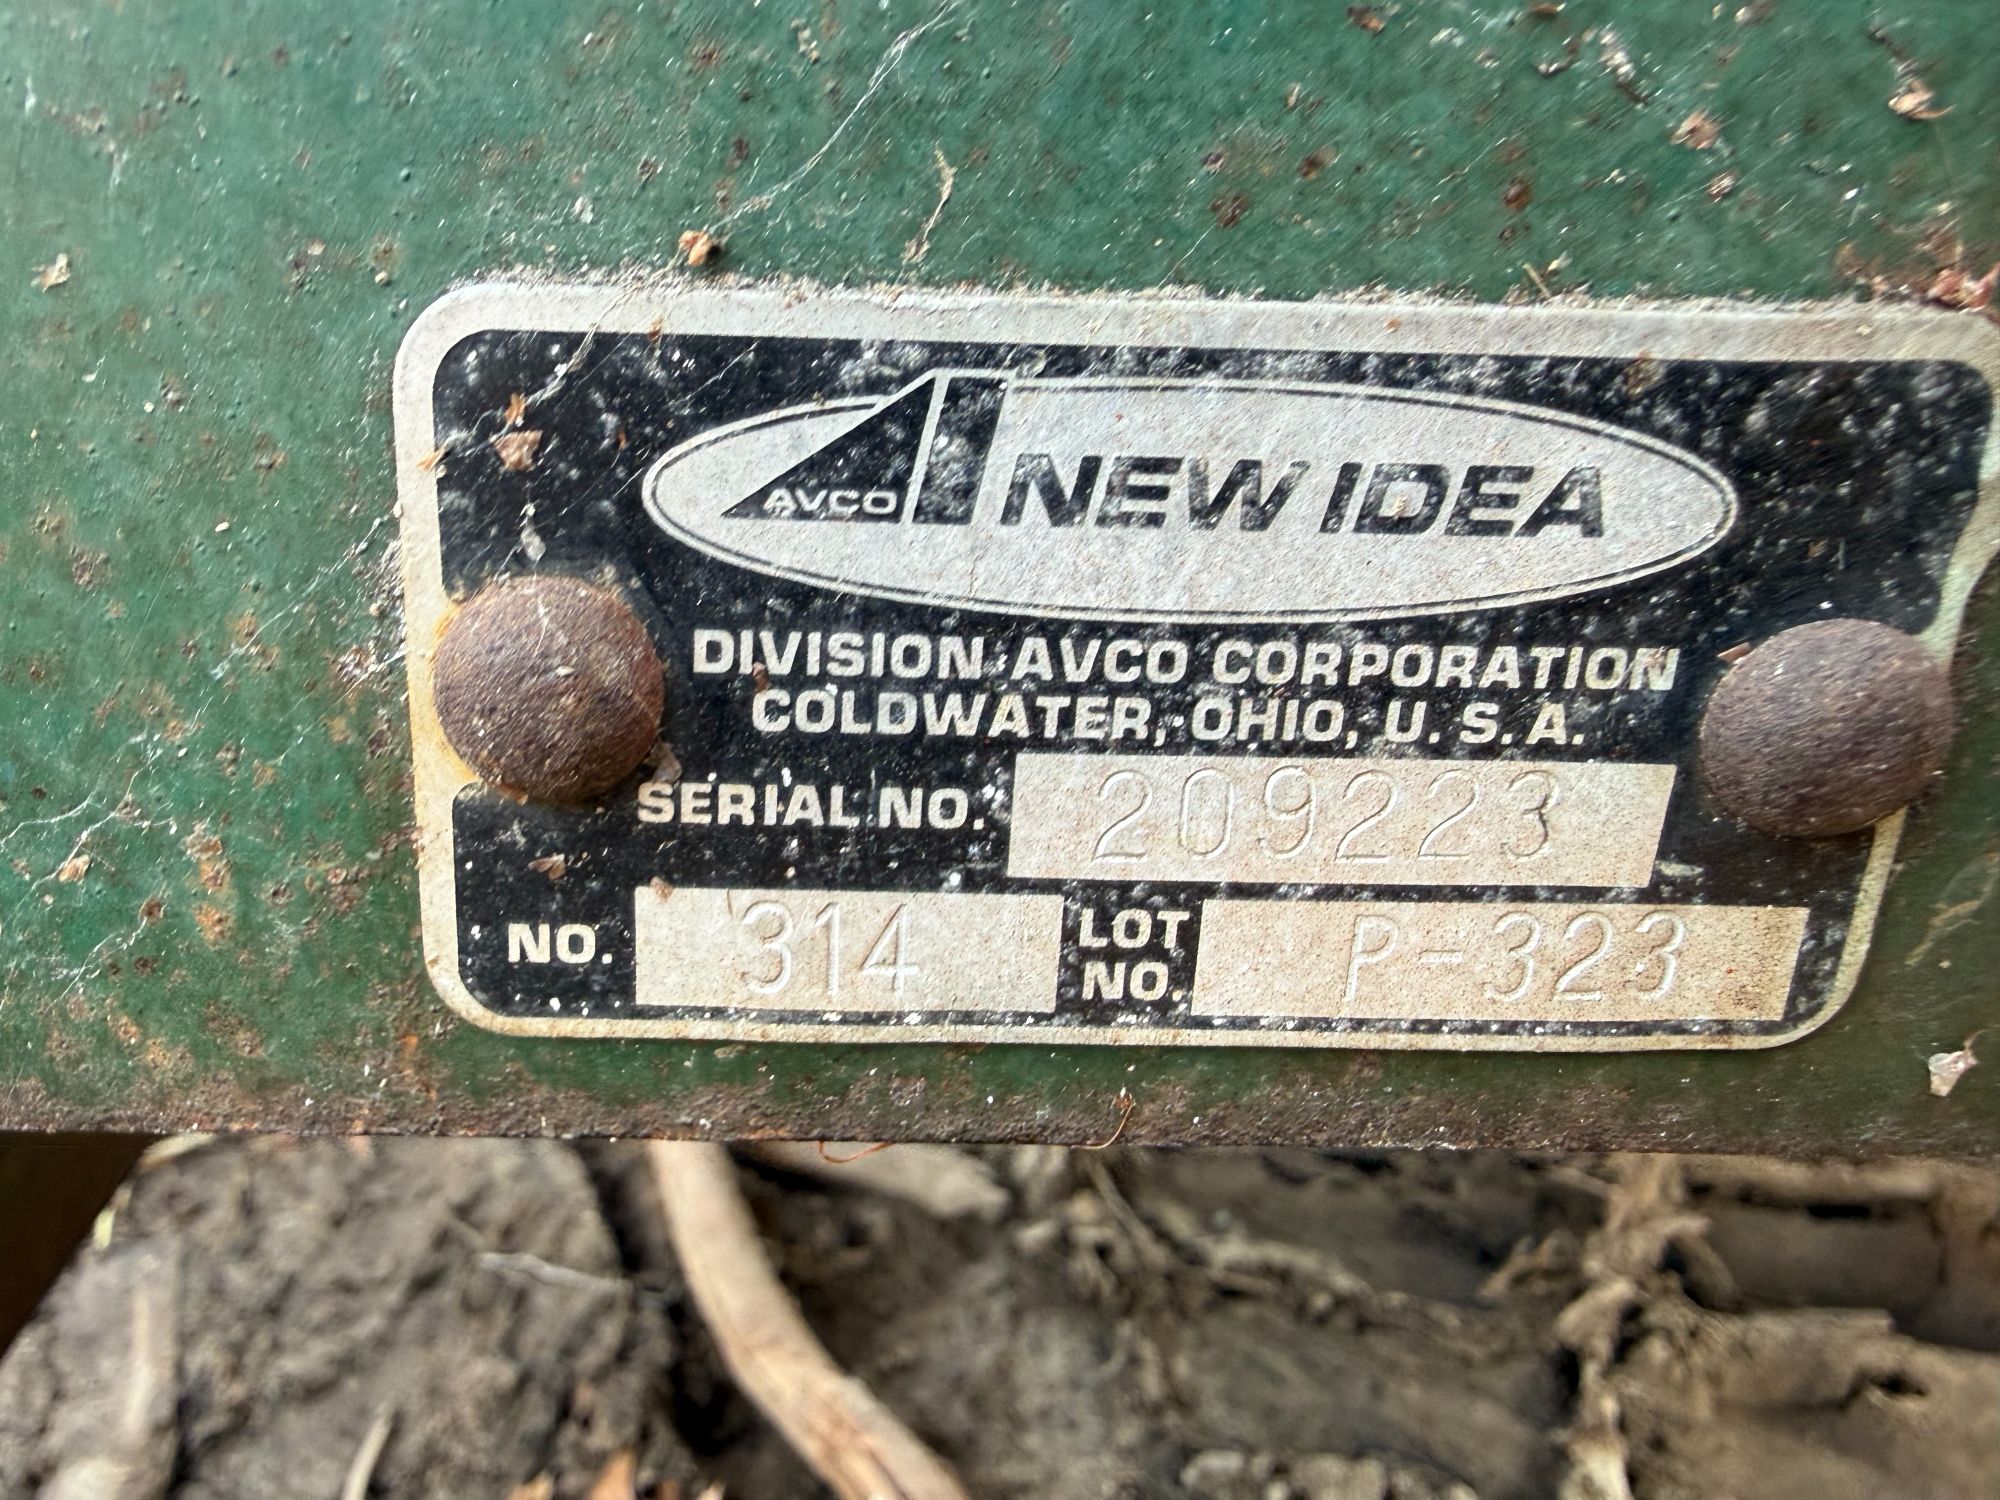 AVCO NEW IDEA
DIVISION AVCO CORPORATION
COLDWATER, OHIO, U. S. A.
SERIAL NO. 209223
NO. 314 LOT NO. P-323